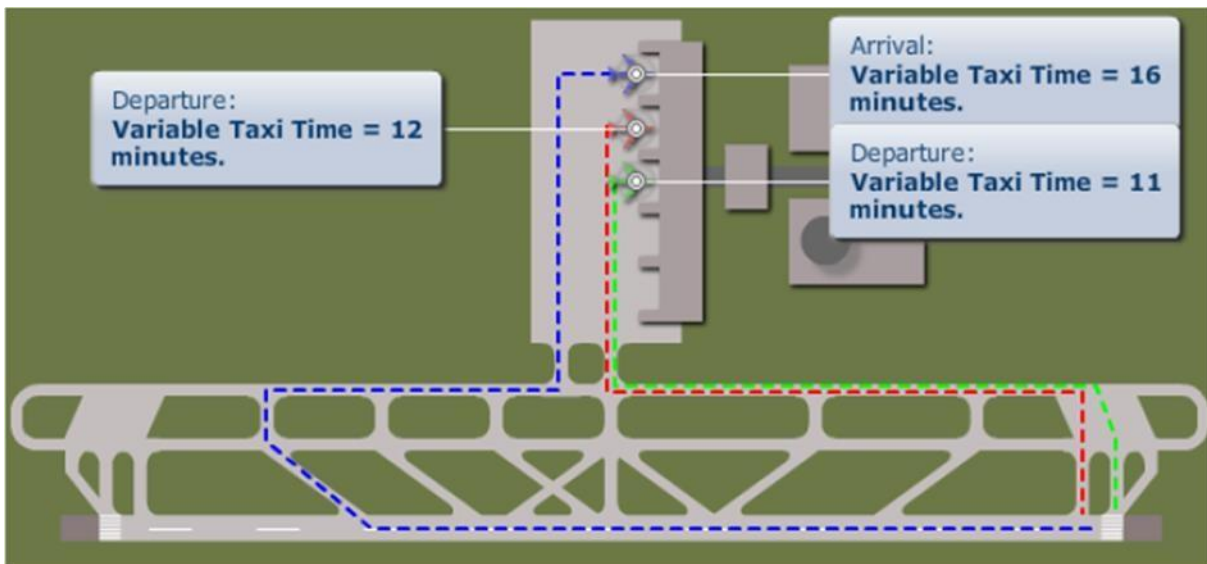 Departure:
Variable Taxi Time = 12
minutes.
Arrival:
Variable Taxi Time = 16
minutes.
Departure:
Variable Taxi Time = 11
minutes.